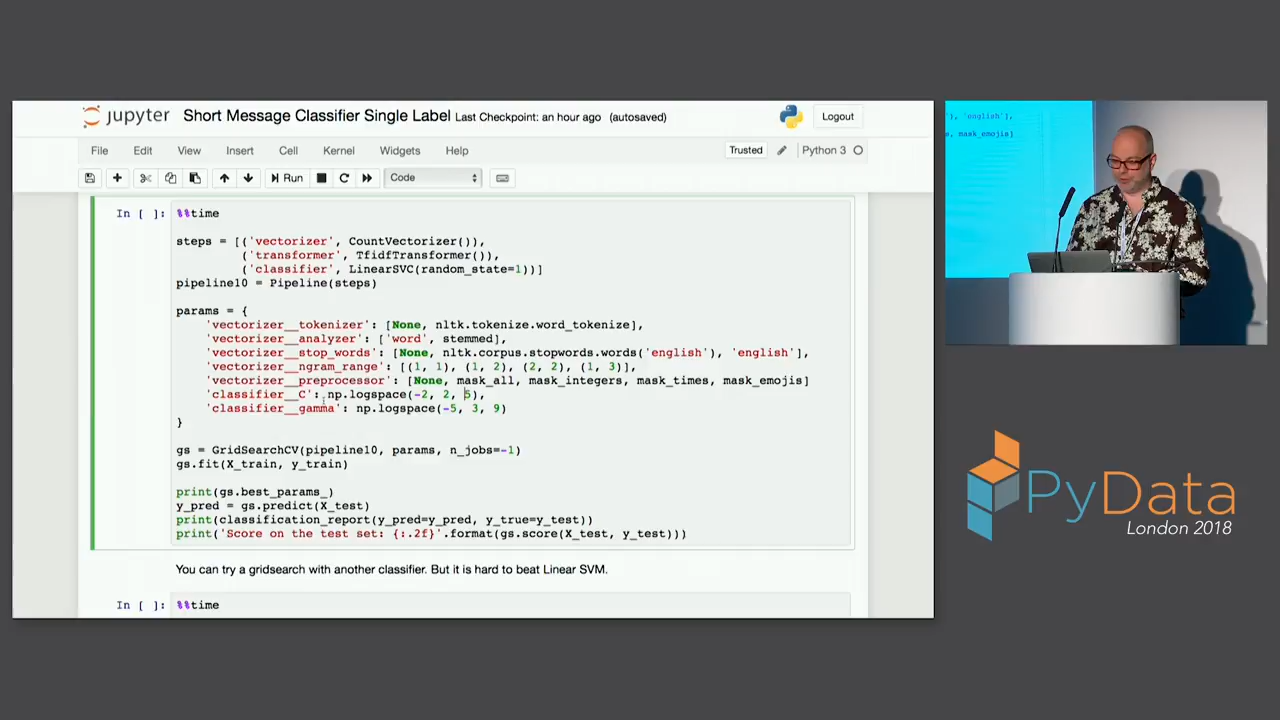 jupyter Short Message Classifier Single Label Last Checkpoint: an hour ago (autosaved) Logout
File Edit View Insert Cell Kernel Widgets Help Trusted Python 3
Run Code
In [ ]: %%time
steps = [('vectorizer', CountVectorizer()),
('transformer', TfidfTransformer()),
('classifier', LinearSVC(random_state=1))]
pipeline10 = Pipeline(steps)
params = {
'vectorizer__tokenizer': [None, nltk.tokenize.word_tokenize],
'vectorizer__analyzer': ['word', stemmed],
'vectorizer__stop_words': [None, nltk.corpus.stopwords.words('english'), 'english'],
'vectorizer__ngram_range': [(1, 1), (1, 2), (2, 2), (1, 3)],
'vectorizer__preprocessor': [None, mask_all, mask_integers, mask_times, mask_emojis]
'classifier__C': np.logspace(-2, 2, 5),
'classifier__gamma': np.logspace(-5, 3, 9)
}
gs = GridSearchCV(pipeline10, params, n_jobs=-1)
gs.fit(X_train, y_train)
print(gs.best_params_)
y_pred = gs.predict(X_test)
print(classification_report(y_pred=y_pred, y_true=y_test))
print('Score on the test set: {:.2f}'.format(gs.score(X_test, y_test)))
You can try a gridsearch with another classifier. But it is hard to beat Linear SVM.
In [ ]: %%time
'), 'english'],
s, mask_emojis]
PyData
London 2018